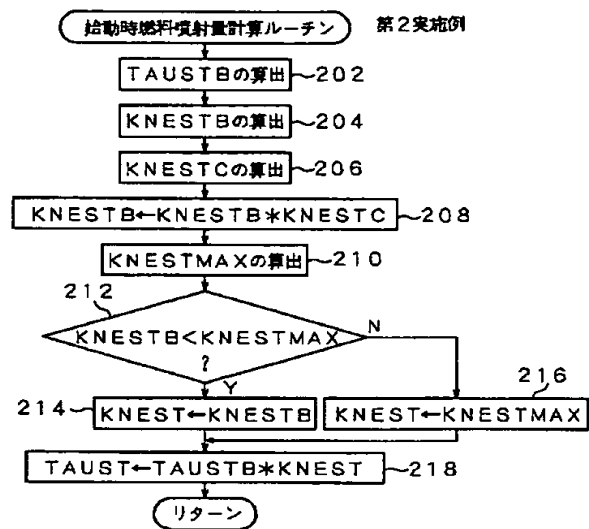 始動時燃料噴射量計算ルーチン 第2実施例
TAUSTBの算出 202
KNESTBの算出 204
KNESTCの算出 206
KNESTB←KNESTB*KNESTC 208
KNESTMAXの算出 210
212
KNESTB<KNESTMAX N
?
Y
216
214 KNEST←KNESTB KNEST←KNESTMAX
TAUST←TAUSTB*KNEST 218
リターン